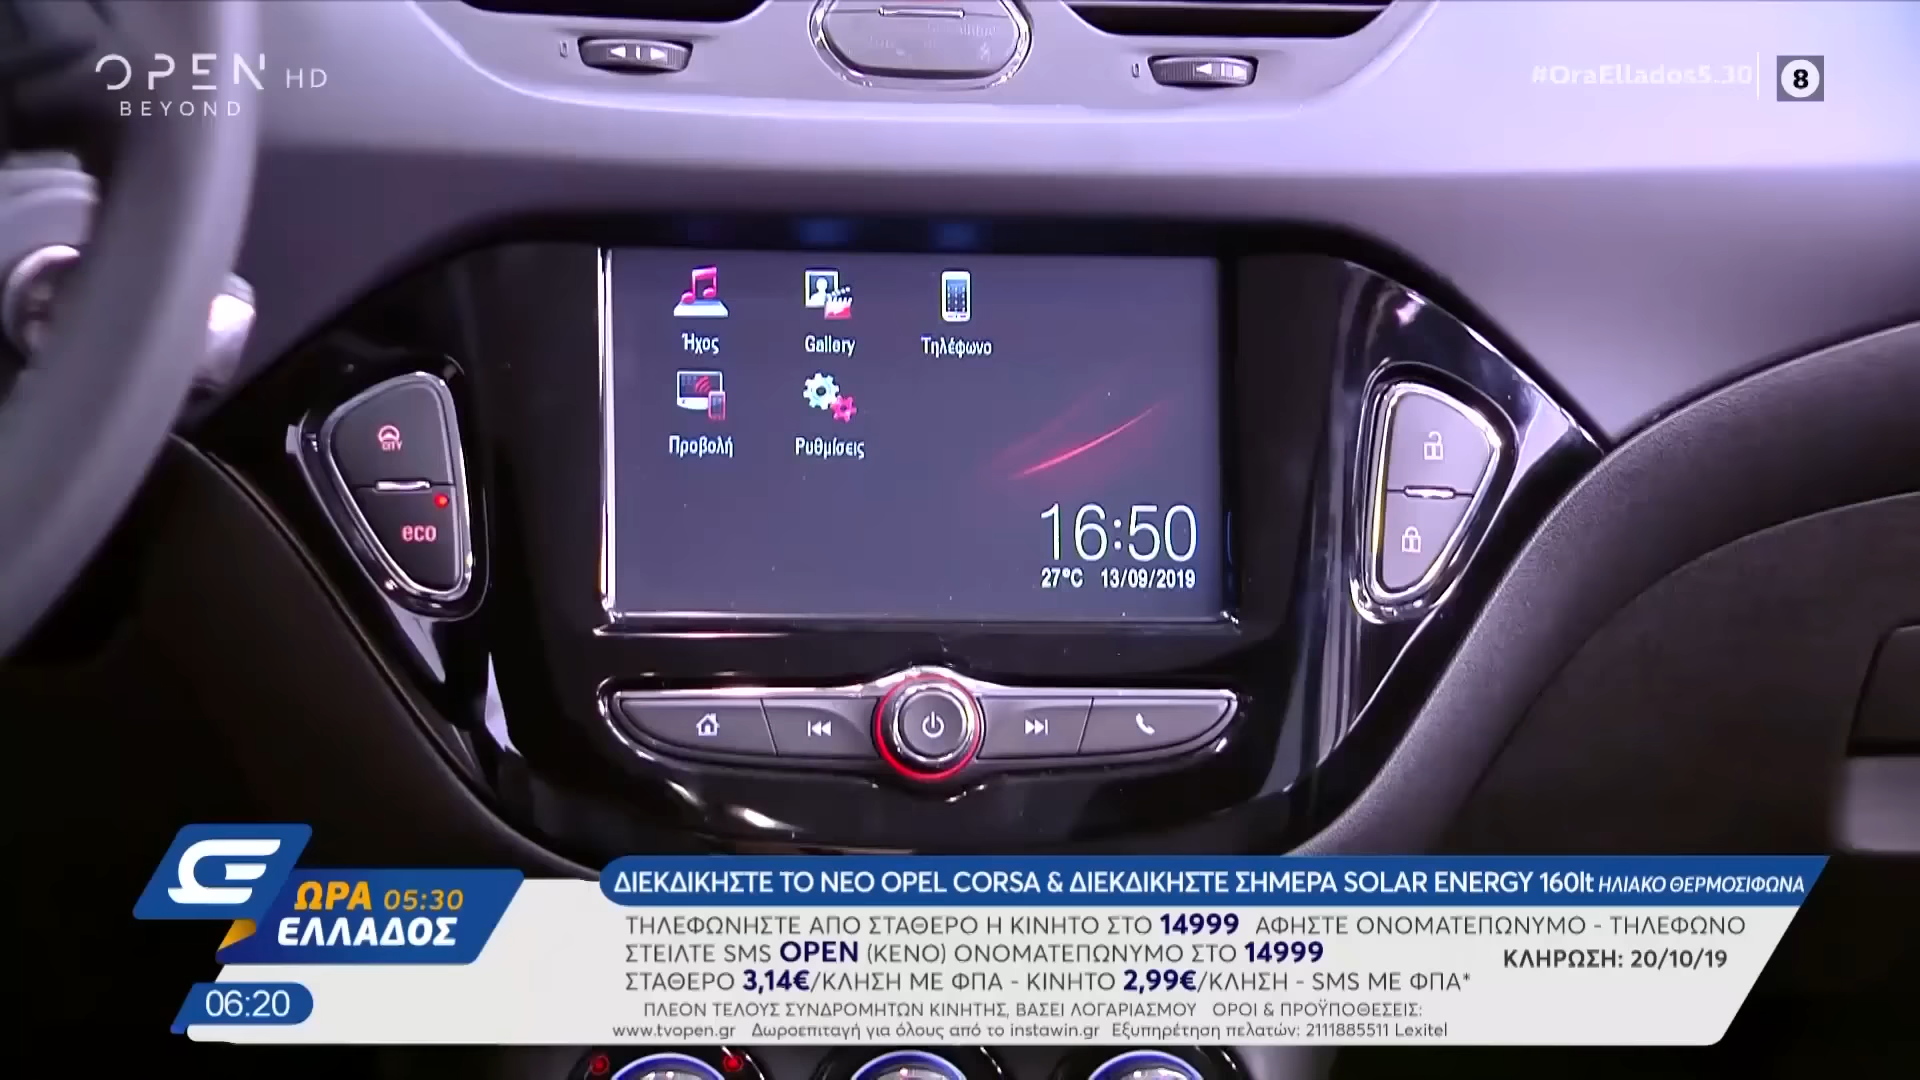 OPEN HD
BEYOND
#OraEllados5.30
8
Ήχος
Gallery
Τηλέφωνο
Προβολή
Ρυθμίσεις
CITY
eco
16:50
27°C 13/09/2019
ΩΡΑ 05:30
ΕΛΛΑΔΟΣ
06:20
ΔΙΕΚΔΙΚΗΣΤΕ ΤΟ ΝΕΟ OPEL CORSA & ΔΙΕΚΔΙΚΗΣΤΕ ΣΗΜΕΡΑ SOLAR ENERGY 160lt ΗΛΙΑΚΟ ΘΕΡΜΟΣΙΦΩΝΑ
ΤΗΛΕΦΩΝΗΣΤΕ ΑΠΟ ΣΤΑΘΕΡΟ Η ΚΙΝΗΤΟ ΣΤΟ 14999 ΑΦΗΣΤΕ ΟΝΟΜΑΤΕΠΩΝΥΜΟ - ΤΗΛΕΦΩΝΟ
ΣΤΕΙΛΤΕ SMS OPEN (ΚΕΝΟ) ΟΝΟΜΑΤΕΠΩΝΥΜΟ ΣΤΟ 14999
ΚΛΗΡΩΣΗ: 20/10/19
ΣΤΑΘΕΡΟ 3,14€/ΚΛΗΣΗ ΜΕ ΦΠΑ - ΚΙΝΗΤΟ 2,99€/ΚΛΗΣΗ - SMS ΜΕ ΦΠΑ*
ΠΛΕΟΝ ΤΕΛΟΥΣ ΣΥΝΔΡΟΜΗΤΩΝ ΚΙΝΗΤΗΣ, ΒΑΣΕΙ ΛΟΓΑΡΙΑΣΜΟΥ ΟΡΟΙ & ΠΡΟΫΠΟΘΕΣΕΙΣ:
www.tvopen.gr Δωροεπιταγή για όλους από το instawin.gr Εξυπηρέτηση πελατών: 2111885511 Lexitel